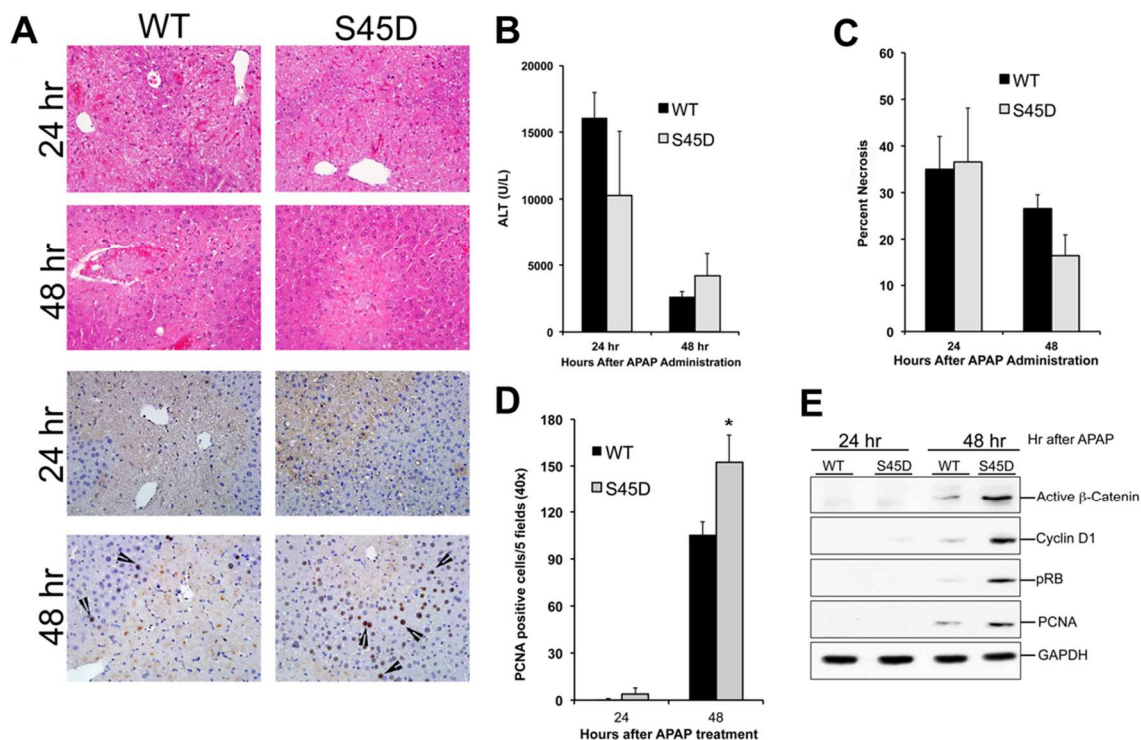 A
WT
S45D
24 hr
48 hr
24 hr
48 hr
B
ALT (U/L)
20000
15000
10000
5000
0
WT
S45D
24 hr
48 hr
Hours After APAP Administration
C
Percent Necrosis
60
50
40
30
20
10
0
WT
S45D
24
48
Hours After APAP Administration
D
PCNA positive cells/5 fields (40x)
180
150
120
90
60
30
0
*
WT
S45D
24
48
Hours after APAP treatment
E
24 hr
48 hr
Hr after APAP
WT
S45D
WT
S45D
Active β-Catenin
Cyclin D1
pRB
PCNA
GAPDH